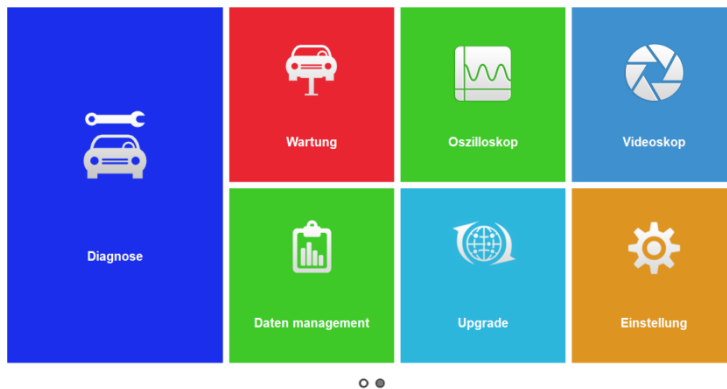 Diagnose
Wartung
Oszilloskop
Videoskop
Daten management
Upgrade
Einstellung